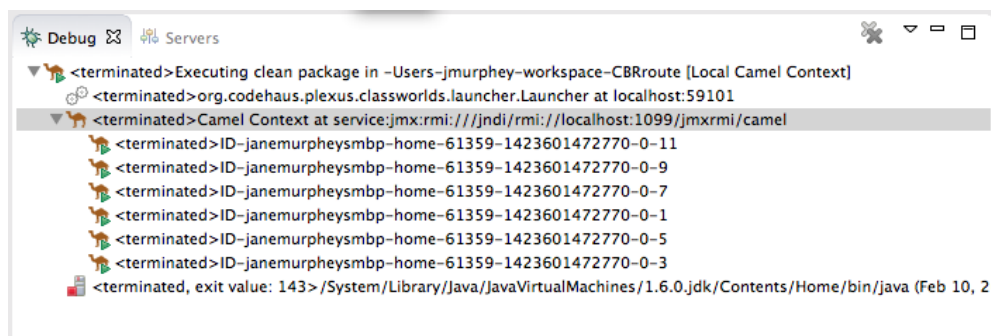 Debug Servers
<terminated>Executing clean package in -Users-jmurphey-workspace-CBRroute [Local Camel Context]
<terminated>org.codehaus.plexus.classworlds.launcher.Launcher at localhost:59101
<terminated>Camel Context at service:jmx:rmi:///jndi/rmi://localhost:1099/jmxrmi/camel
<terminated>ID-janemurpheysmbp-home-61359-1423601472770-0-11
<terminated>ID-janemurpheysmbp-home-61359-1423601472770-0-9
<terminated>ID-janemurpheysmbp-home-61359-1423601472770-0-7
<terminated>ID-janemurpheysmbp-home-61359-1423601472770-0-1
<terminated>ID-janemurpheysmbp-home-61359-1423601472770-0-5
<terminated>ID-janemurpheysmbp-home-61359-1423601472770-0-3
<terminated, exit value: 143>/System/Library/Java/JavaVirtualMachines/1.6.0.jdk/Contents/Home/bin/java (Feb 10, 2